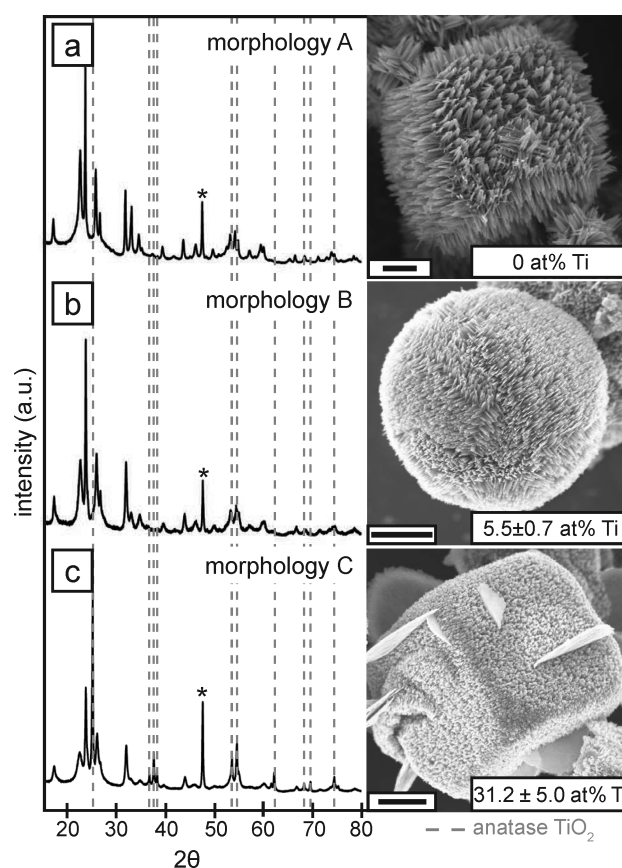 a
morphology A
*
0 at% Ti
b
morphology B
*
5.5±0.7 at% Ti
c
morphology C
*
31.2 ± 5.0 at% T
intensity (a.u.)
20 30 40 50 60 70 80
2θ
anatase TiO₂